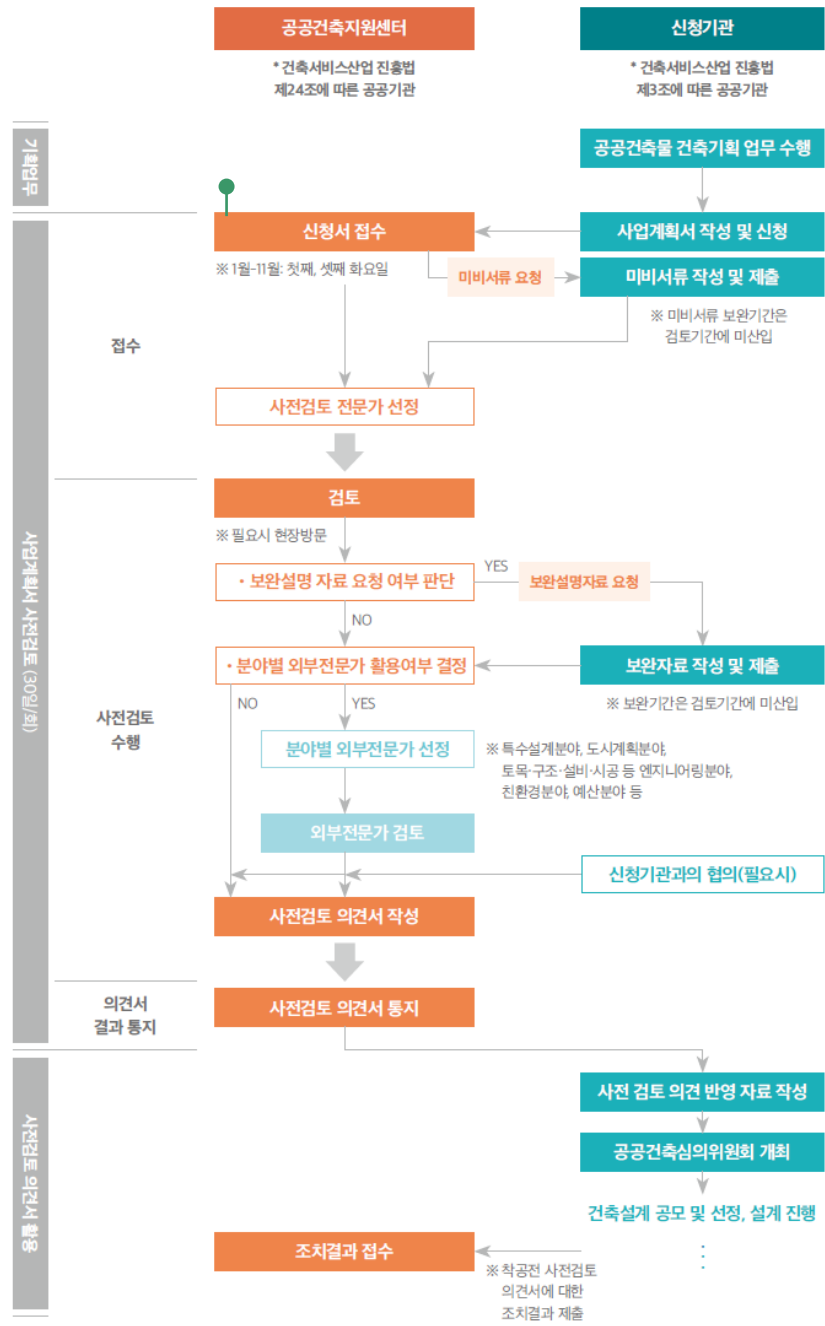 공공건축지원센터
신청기관
* 건축서비스산업 진흥법
제24조에 따른 공공기관
* 건축서비스산업 진흥법
제3조에 따른 공공기관
기획업무
공공건축물 건축기획 업무 수행
사업계획서 사전검토 (30일/회)
접수
신청서 접수
사업계획서 작성 및 신청
※ 1월-11월: 첫째, 셋째 화요일
미비서류 요청
미비서류 작성 및 제출
※ 미비서류 보완기간은
검토기간에 미산입
사전검토 전문가 선정
사전검토
수행
검토
※ 필요시 현장방문
• 보완설명 자료 요청 여부 판단
YES
보완설명자료 요청
NO
• 분야별 외부전문가 활용여부 결정
보완자료 작성 및 제출
※ 보완기간은 검토기간에 미산입
NO
YES
분야별 외부전문가 선정
※ 특수설계분야, 도시계획분야,
토목·구조·설비·시공 등 엔지니어링분야,
친환경분야, 예산분야 등
외부전문가 검토
신청기관과의 협의(필요시)
사전검토 의견서 작성
의견서
결과 통지
사전검토 의견서 통지
사전검토 의견서 활용
사전 검토 의견 반영 자료 작성
공공건축심의위원회 개최
건축설계 공모 및 선정, 설계 진행
조치결과 접수
※ 착공전 사전검토
의견서에 대한
조치결과 제출